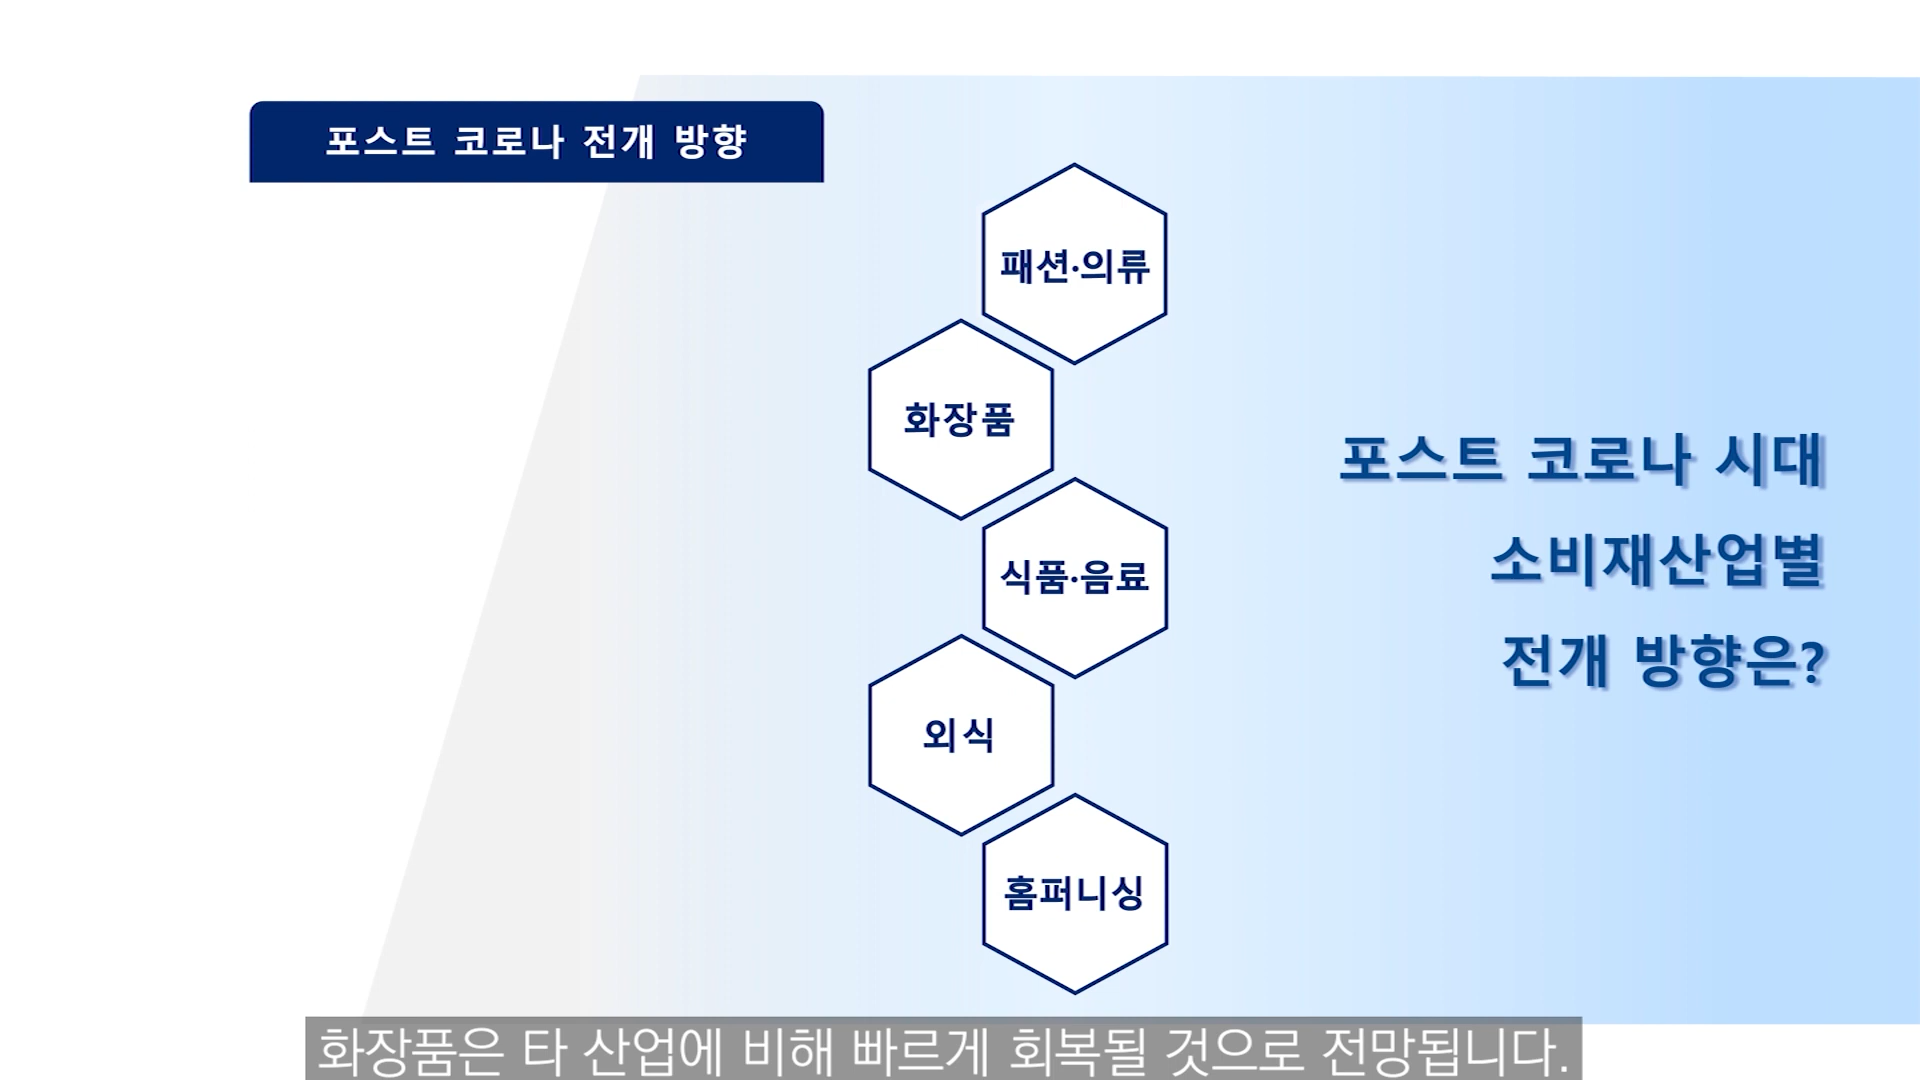 포스트 코로나 전개 방향
패션·의류
화장품
식품·음료
외식
홈퍼니싱
포스트 코로나 시대
소비재산업별
전개 방향은?
화장품은 타 산업에 비해 빠르게 회복될 것으로 전망됩니다.